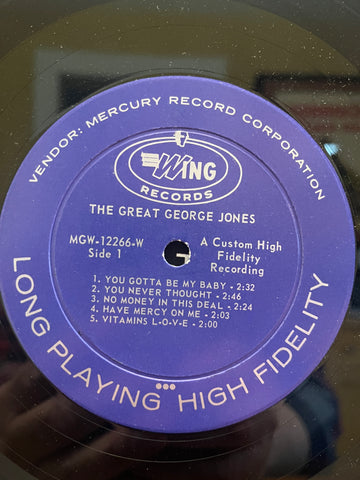 VENDOR: MERCURY RECORD CORPORATION
WING
RECORDS
THE GREAT GEORGE JONES
MGW-12266-W
Side 1
A Custom High
Fidelity
Recording
1. YOU GOTTA BE MY BABY - 2:32
2. YOU NEVER THOUGHT - 2:46
3. NO MONEY IN THIS DEAL - 2:24
4. HAVE MERCY ON ME - 2:03
5. VITAMINS L-O-V-E - 2:00
LONG PLAYING HIGH FIDELITY